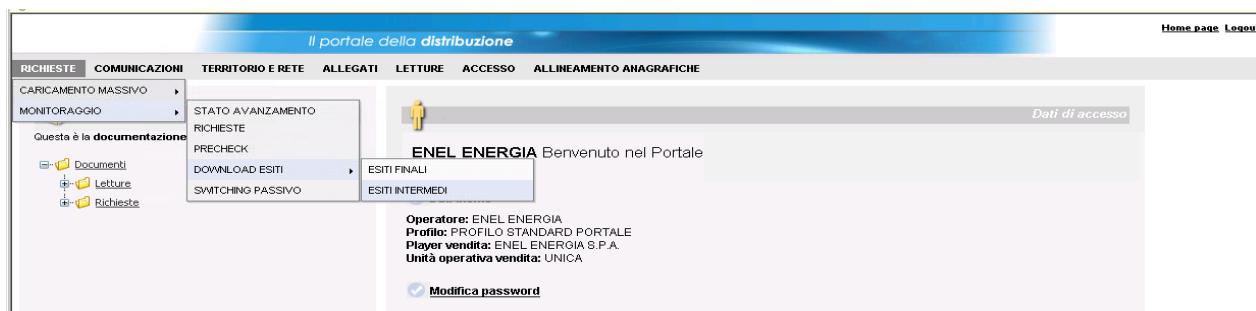 Home page Logou
Il portale della distribuzione
RICHIESTE COMUNICAZIONI TERRITORIO E RETE ALLEGATI LETTURE ACCESSO ALLINEAMENTO ANAGRAFICHE
CARICAMENTO MASSIVO
MONITORAGGIO
STATO AVANZAMENTO
RICHIESTE
PRECHECK
DOWNLOAD ESITI
SWITCHING PASSIVO
ESITI FINALI
ESITI INTERMEDI
Questa è la documentazione
Documenti
Letture
Richieste
Dati di accesso
ENEL ENERGIA Benvenuto nel Portale
Operatore: ENEL ENERGIA
Profilo: PROFILO STANDARD PORTALE
Player vendita: ENEL ENERGIA S.P.A.
Unità operativa vendita: UNICA
Modifica password